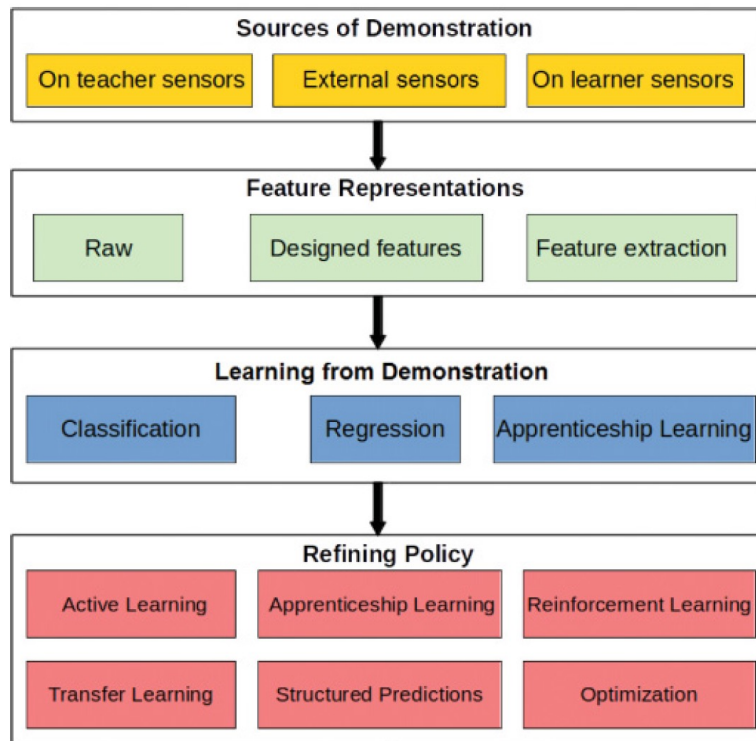 Sources of Demonstration
On teacher sensors
External sensors
On learner sensors
Feature Representations
Raw
Designed features
Feature extraction
Learning from Demonstration
Classification
Regression
Apprenticeship Learning
Refining Policy
Active Learning
Apprenticeship Learning
Reinforcement Learning
Transfer Learning
Structured Predictions
Optimization